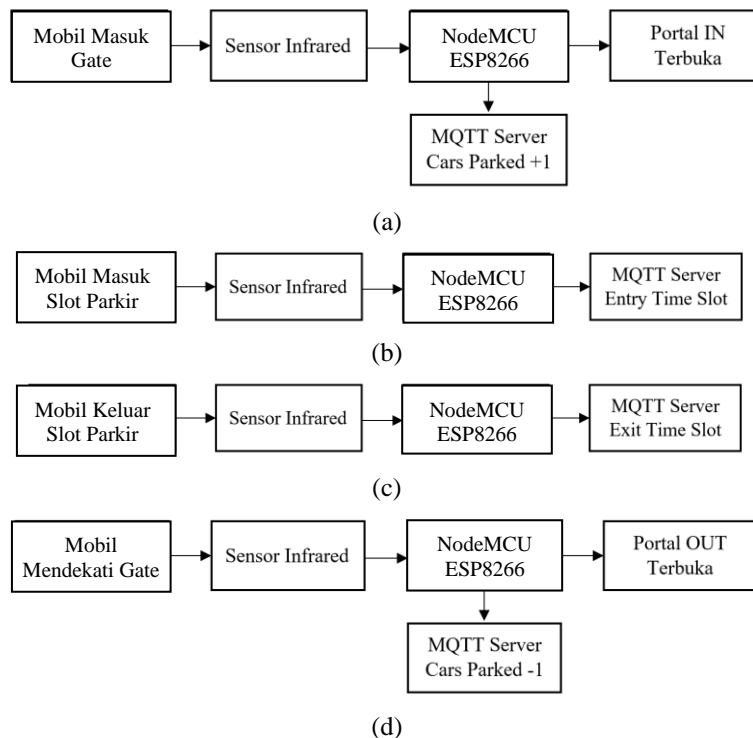 Mobil Masuk
Gate
Sensor Infrared
NodeMCU
ESP8266
Portal IN
Terbuka
MQTT Server
Cars Parked +1
(a)
Mobil Masuk
Slot Parkir
Sensor Infrared
NodeMCU
ESP8266
MQTT Server
Entry Time Slot
(b)
Mobil Keluar
Slot Parkir
Sensor Infrared
NodeMCU
ESP8266
MQTT Server
Exit Time Slot
(c)
Mobil
Mendekati Gate
Sensor Infrared
NodeMCU
ESP8266
Portal OUT
Terbuka
MQTT Server
Cars Parked -1
(d)